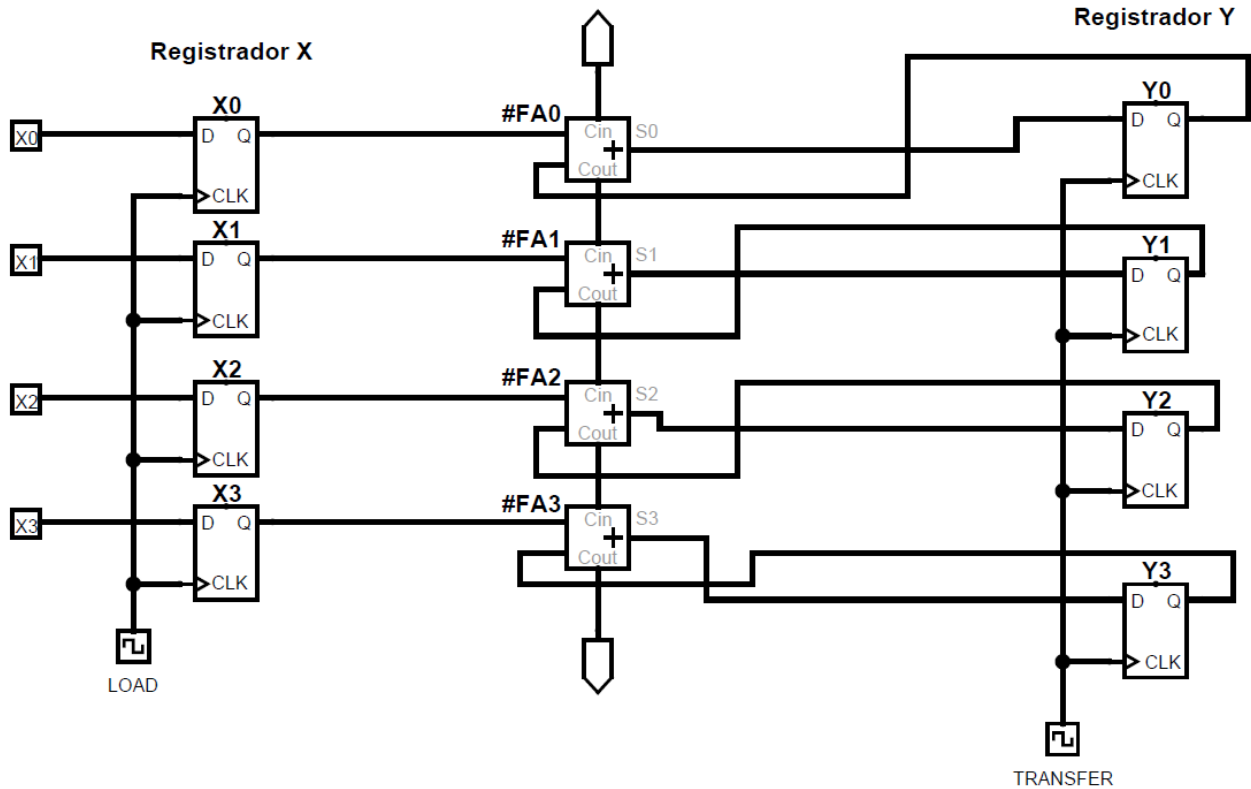 Registrador X
Registrador Y
X0
X0
D Q
CLK
#FA0
Cin
S0
+
Cout
Y0
D Q
CLK
X1
X1
D Q
CLK
#FA1
Cin
S1
+
Cout
Y1
D Q
CLK
X2
X2
D Q
CLK
#FA2
Cin
S2
+
Cout
Y2
D Q
CLK
X3
X3
D Q
CLK
#FA3
Cin
S3
+
Cout
Y3
D Q
CLK
LOAD
TRANSFER